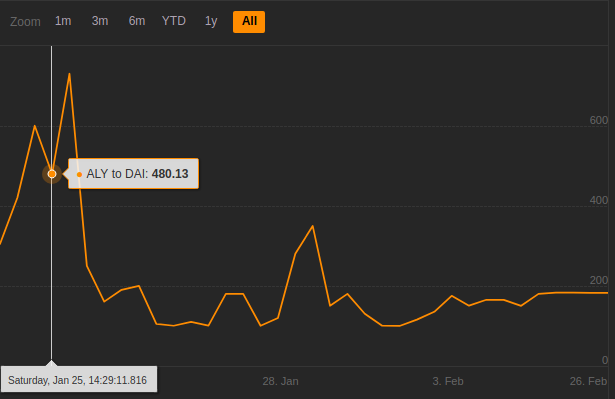 Zoom 1m 3m 6m YTD 1y All
600
ALY to DAI: 480.13
400
200
0
Saturday, Jan 25, 14:29:11.816
28. Jan 3. Feb 26. Feb